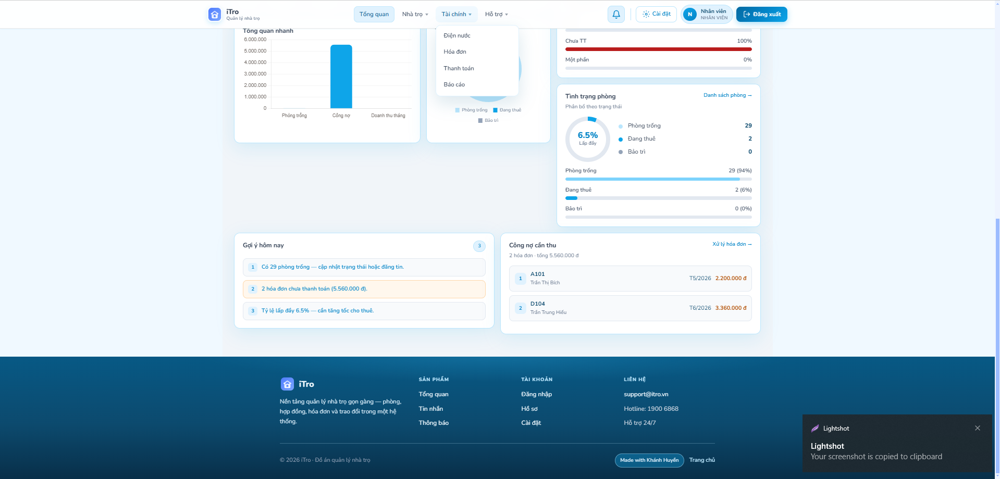 iTro
Quản lý nhà trọ
Tổng quan
Nhà trọ
Tài chính
Hỗ trợ
Cài đặt
N
Nhân viên
NHÂN VIÊN
Đăng xuất
Điện nước
Hóa đơn
Thanh toán
Báo cáo
Tổng quan nhanh
6.000.000
5.000.000
4.000.000
3.000.000
2.000.000
1.000.000
0
Phòng trống
Công nợ
Doanh thu tháng
Phòng trống
Đang thuê
Bảo trì
Chưa TT
100%
Một phần
0%
Tình trạng phòng
Danh sách phòng →
Phân bố theo trạng thái
6.5%
Lấp đầy
Phòng trống
29
Đang thuê
2
Bảo trì
0
Phòng trống
29 (94%)
Đang thuê
2 (6%)
Bảo trì
0 (0%)
Gợi ý hôm nay
3
1 Có 29 phòng trống — cập nhật trạng thái hoặc đăng tin.
2 2 hóa đơn chưa thanh toán (5.560.000 đ).
3 Tỷ lệ lấp đầy 6.5% — cần tăng tốc cho thuê.
Công nợ cần thu
Xử lý hóa đơn →
2 hóa đơn · tổng 5.560.000 đ
1
A101
Trần Thị Bích
T5/2026 2.200.000 đ
2
D104
Trần Trung Hiếu
T6/2026 3.360.000 đ
iTro
Nền tảng quản lý nhà trọ gọn gàng — phòng,
hợp đồng, hóa đơn và trao đổi trong một hệ
thống.
SẢN PHẨM
Tổng quan
Tin nhắn
Thông báo
TÀI KHOẢN
Đăng nhập
Hồ sơ
Cài đặt
LIÊN HỆ
support@itro.vn
Hotline: 1900 6868
Hỗ trợ 24/7
© 2026 iTro · Đồ án quản lý nhà trọ
Made with Khánh Huyền
Trang chủ
Lightshot
Lightshot
Your screenshot is copied to clipboard